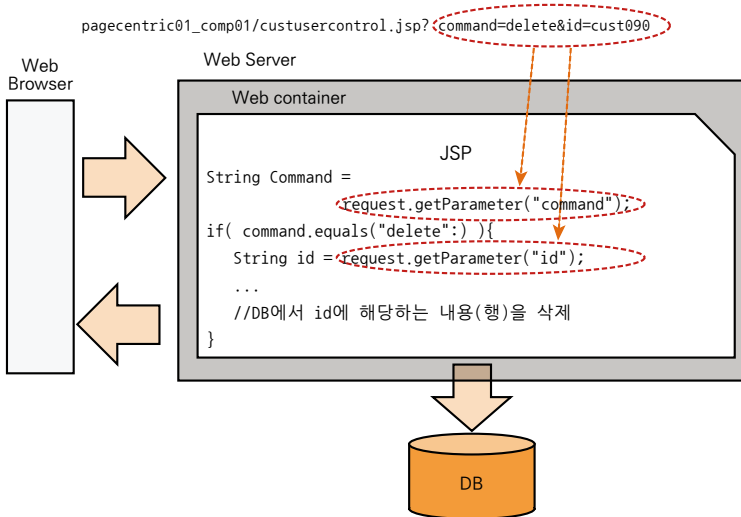 pagecentric01_comp01/custusercontrol.jsp? command=delete&id=cust090
Web Server
Web
Browser
Web container
JSP
String Command =
request.getParameter("command");
if( command.equals("delete":) ){
String id = request.getParameter("id");
...
//DB에서 id에 해당하는 내용(행)을 삭제
}
DB